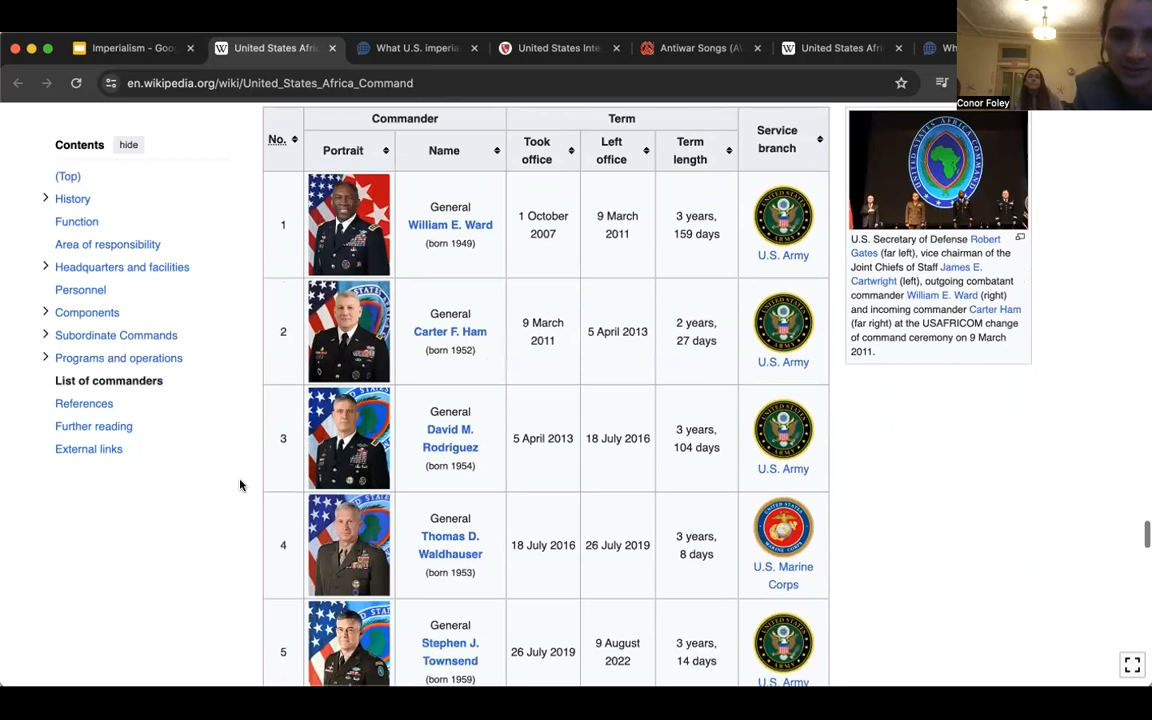 Imperialism - Goo
United States Afri
What U.S. imperia
United States Inte
Antiwar Songs (A
United States Afri
Wh
en.wikipedia.org/wiki/United_States_Africa_Command
Conor Foley
Contents
hide
(Top)
History
Function
Area of responsibility
Headquarters and facilities
Personnel
Components
Subordinate Commands
Programs and operations
List of commanders
References
Further reading
External links
No.
Commander
Term
Service
branch
Portrait
Name
Took
office
Left
office
Term
length
1
General
William E. Ward
(born 1949)
1 October
2007
9 March
2011
3 years,
159 days
U.S. Army
2
General
Carter F. Ham
(born 1952)
9 March
2011
5 April 2013
2 years,
27 days
U.S. Army
3
General
David M.
Rodriguez
(born 1954)
5 April 2013
18 July 2016
3 years,
104 days
U.S. Army
4
General
Thomas D.
Waldhauser
(born 1953)
18 July 2016
26 July 2019
3 years,
8 days
U.S. Marine
Corps
5
General
Stephen J.
Townsend
(born 1959)
26 July 2019
9 August
2022
3 years,
14 days
U.S. Army
UNITED STATES AFRICA
COMMAND
U.S. Secretary of Defense Robert
Gates (far left), vice chairman of the
Joint Chiefs of Staff James E.
Cartwright (left), outgoing combatant
commander William E. Ward (right)
and incoming commander Carter Ham
(far right) at the USAFRICOM change
of command ceremony on 9 March
2011.